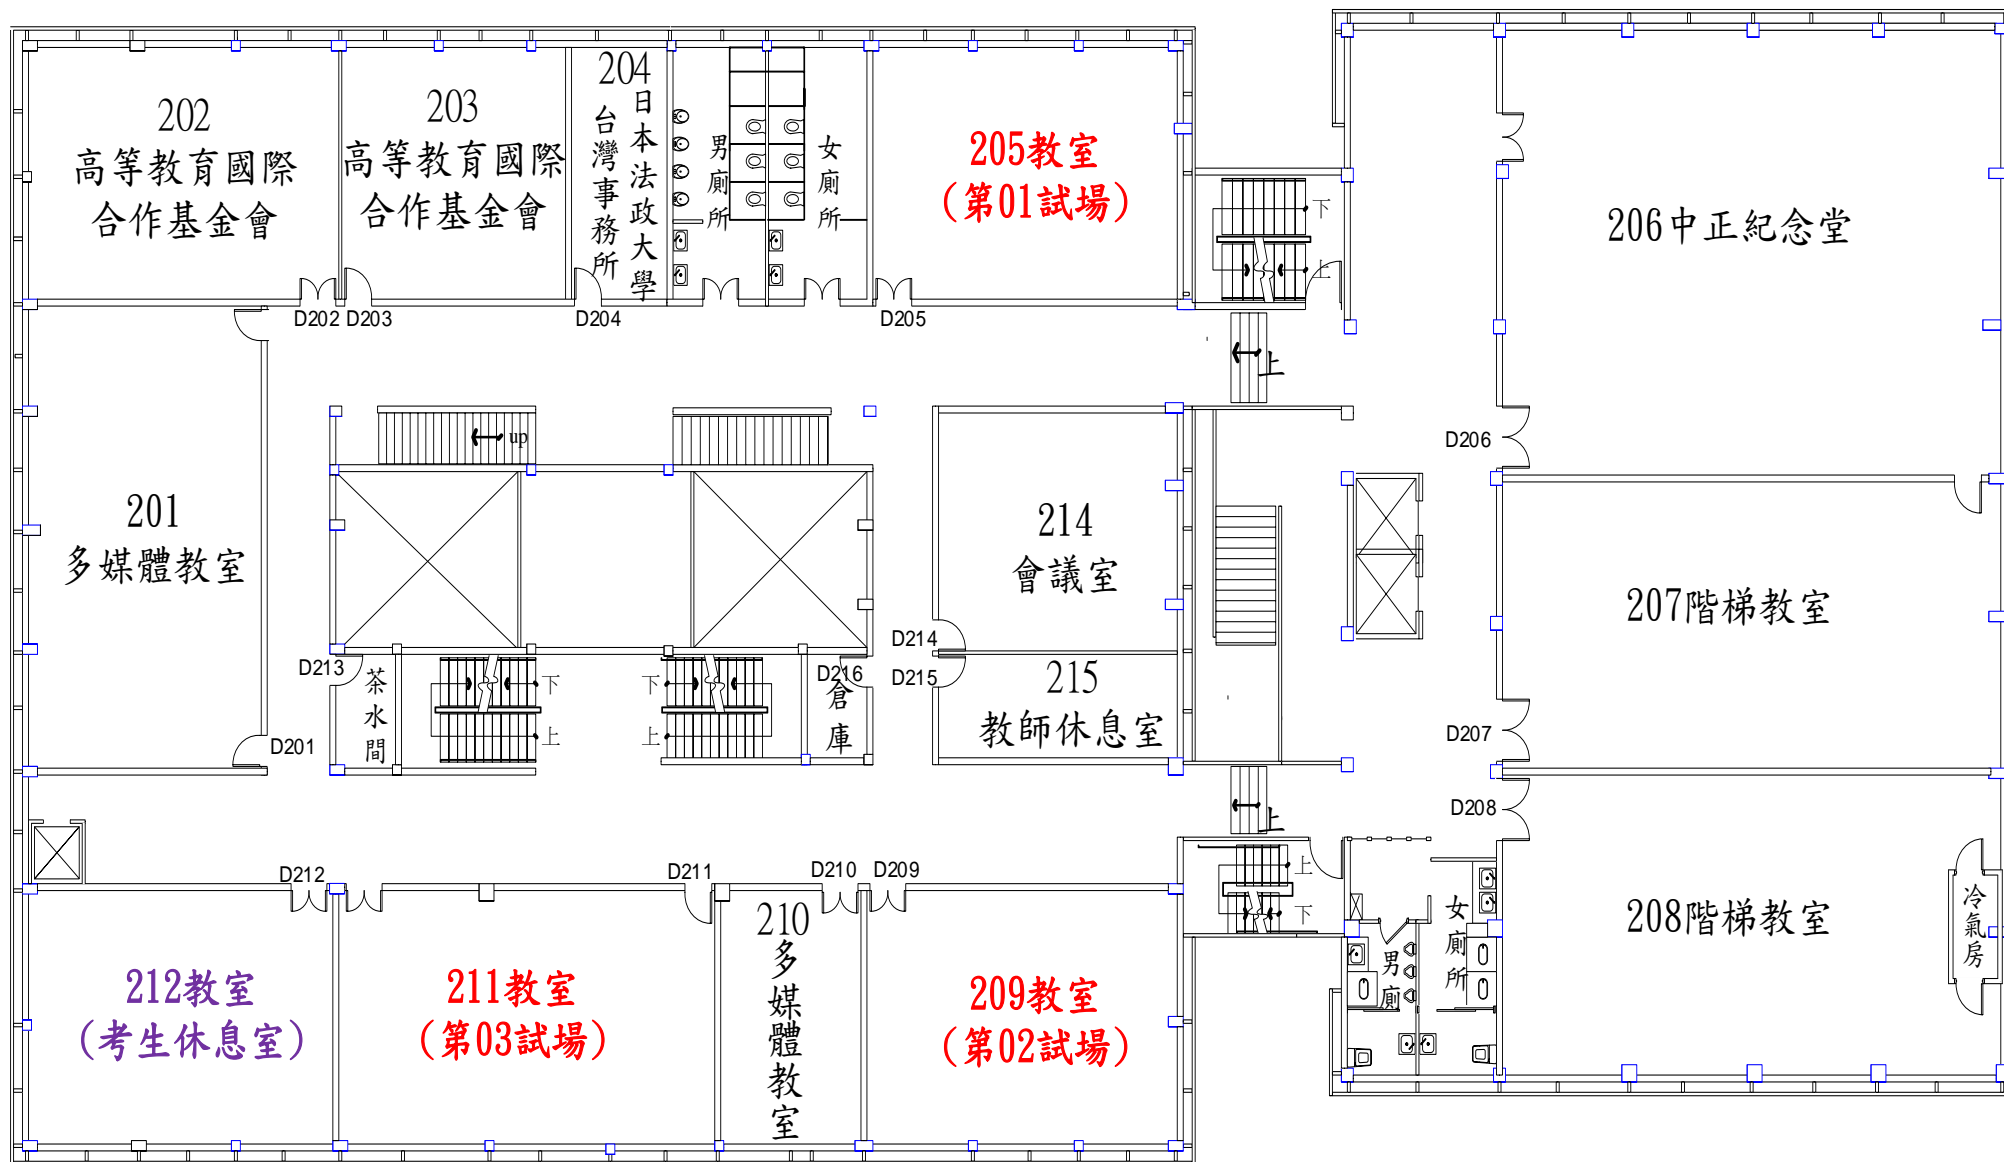 202
高等教育國際
合作基金會
203
高等教育國際
合作基金會
204
日本法政大學
台灣事務所
男廁所
女廁所
205教室
(第01試場)
下
上
206中正紀念堂
D202
D203
D204
D205
上
up
D206
201
多媒體教室
214
會議室
207階梯教室
D213
茶水間
下
上
下
上
D216
倉庫
D214
D215
215
教師休息室
D201
D207
上
D208
D212
D211
D210
D209
上
下
212教室
(考生休息室)
211教室
(第03試場)
210
多媒體教室
209教室
(第02試場)
男廁
女廁所
208階梯教室
冷氣房